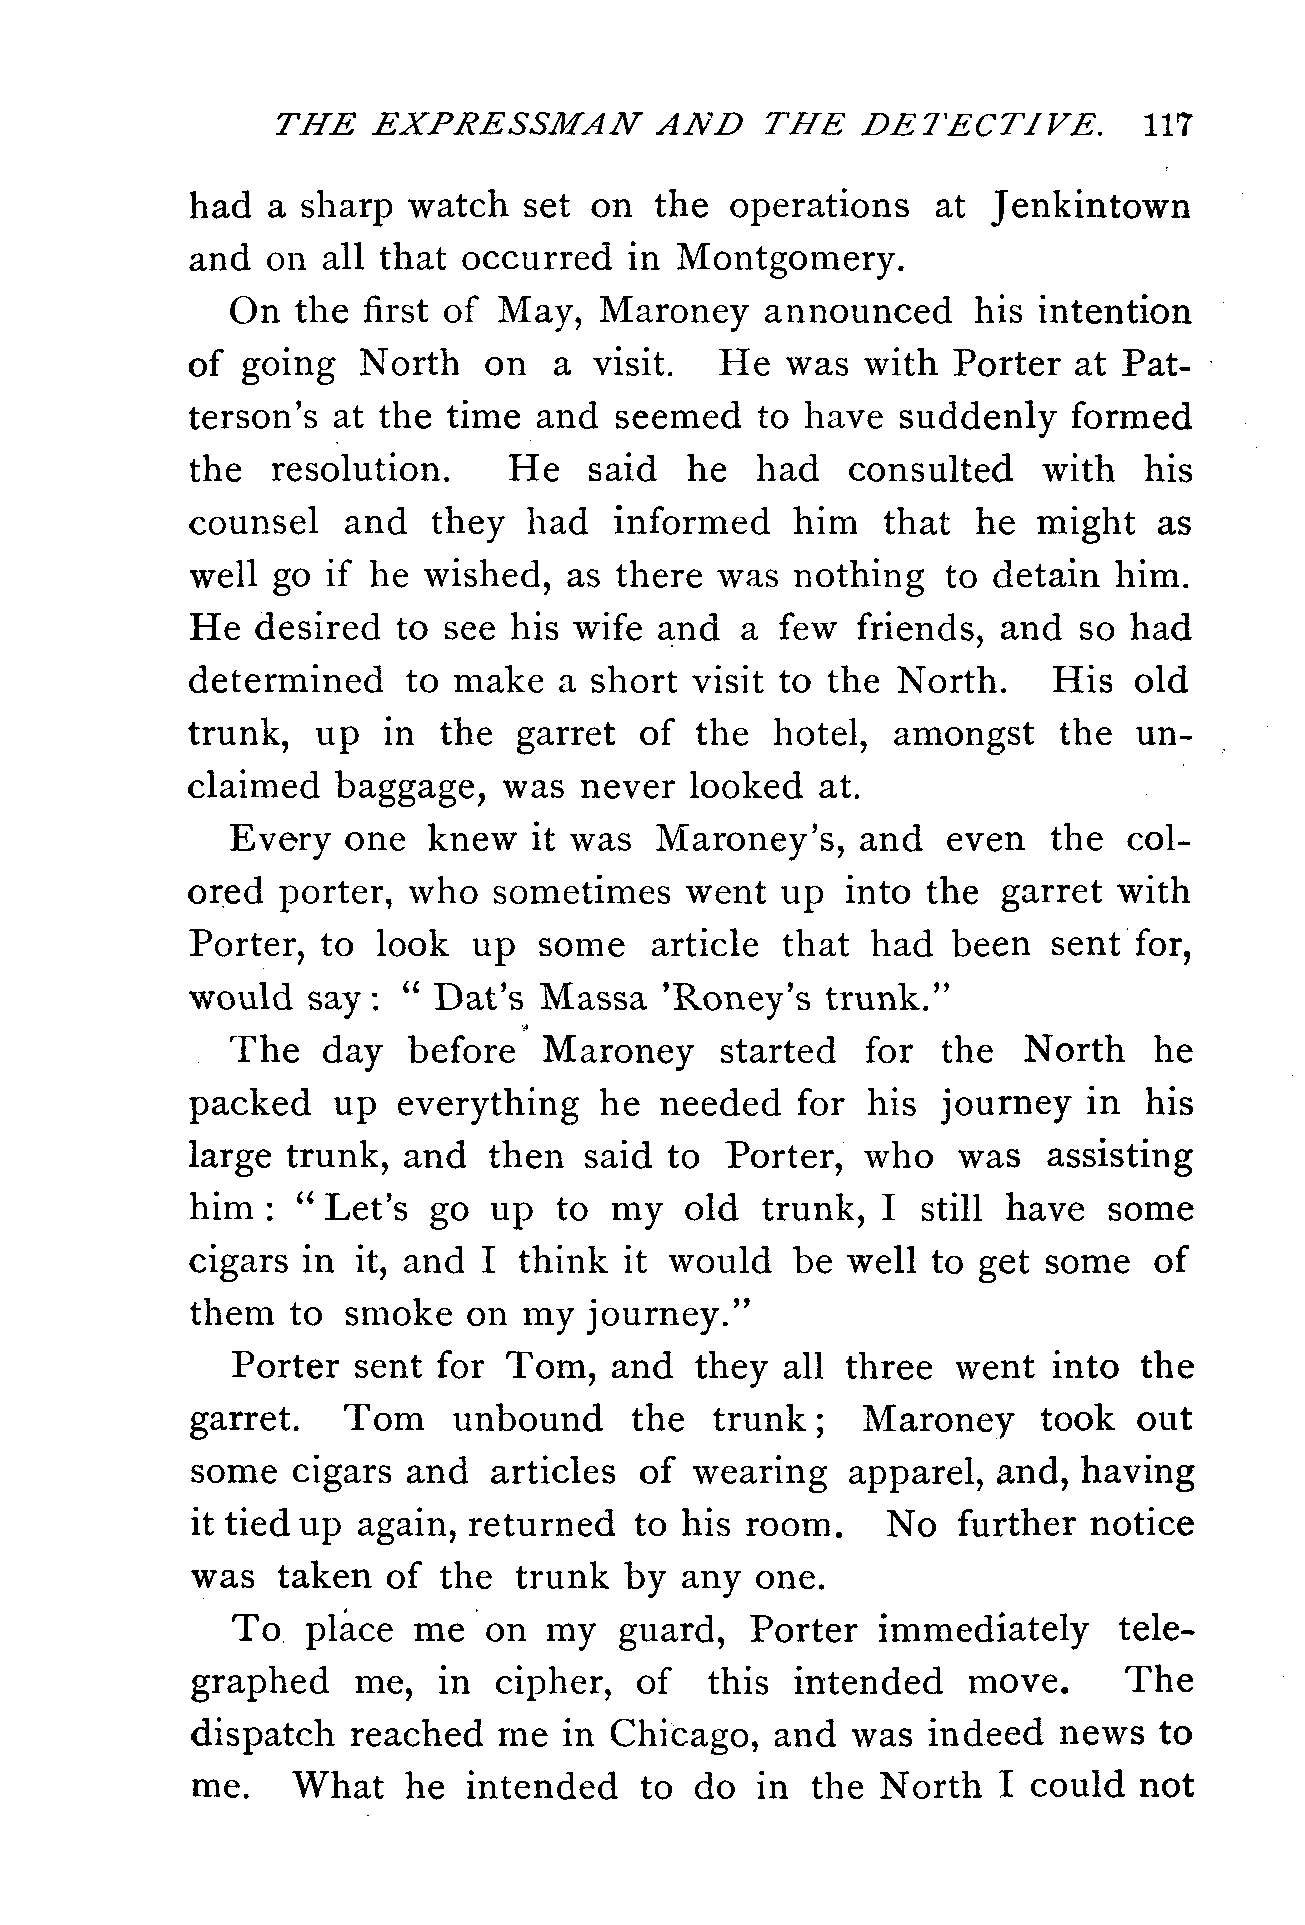 THE EXPRESSMAN AND THE DETECTIVE. 117
had a sharp watch set on the operations at Jenkintown
and on all that occurred in Montgomery.
On the first of May, Maroney announced his intention
of going North on a visit. He was with Porter at Pat-
terson's at the time and seemed to have suddenly formed
the resolution. He said he had consulted with his
counsel and they had informed him that he might as
well go if he wished, as there was nothing to detain him.
He desired to see his wife and a few friends, and so had
determined to make a short visit to the North. His old
trunk, up in the garret of the hotel, amongst the un-
claimed baggage, was never looked at.
Every one knew it was Maroney's, and even the col-
ored porter, who sometimes went up into the garret with
Porter, to look up some article that had been sent for,
would say: " Dat's Massa 'Roney's trunk."
The day before Maroney started for the North he
packed up everything he needed for his journey in his
large trunk, and then said to Porter, who was assisting
him: "Let's go up to my old trunk, I still have some
cigars in it, and I think it would be well to get some of
them to smoke on my journey."
Porter sent for Tom, and they all three went into the
garret. Tom unbound the trunk; Maroney took out
some cigars and articles of wearing apparel, and, having
it tied up again, returned to his room. No further notice
was taken of the trunk by any one.
To place me on my guard, Porter immediately tele-
graphed me, in cipher, of this intended move. The
dispatch reached me in Chicago, and was indeed news to
me. What he intended to do in the North I could not